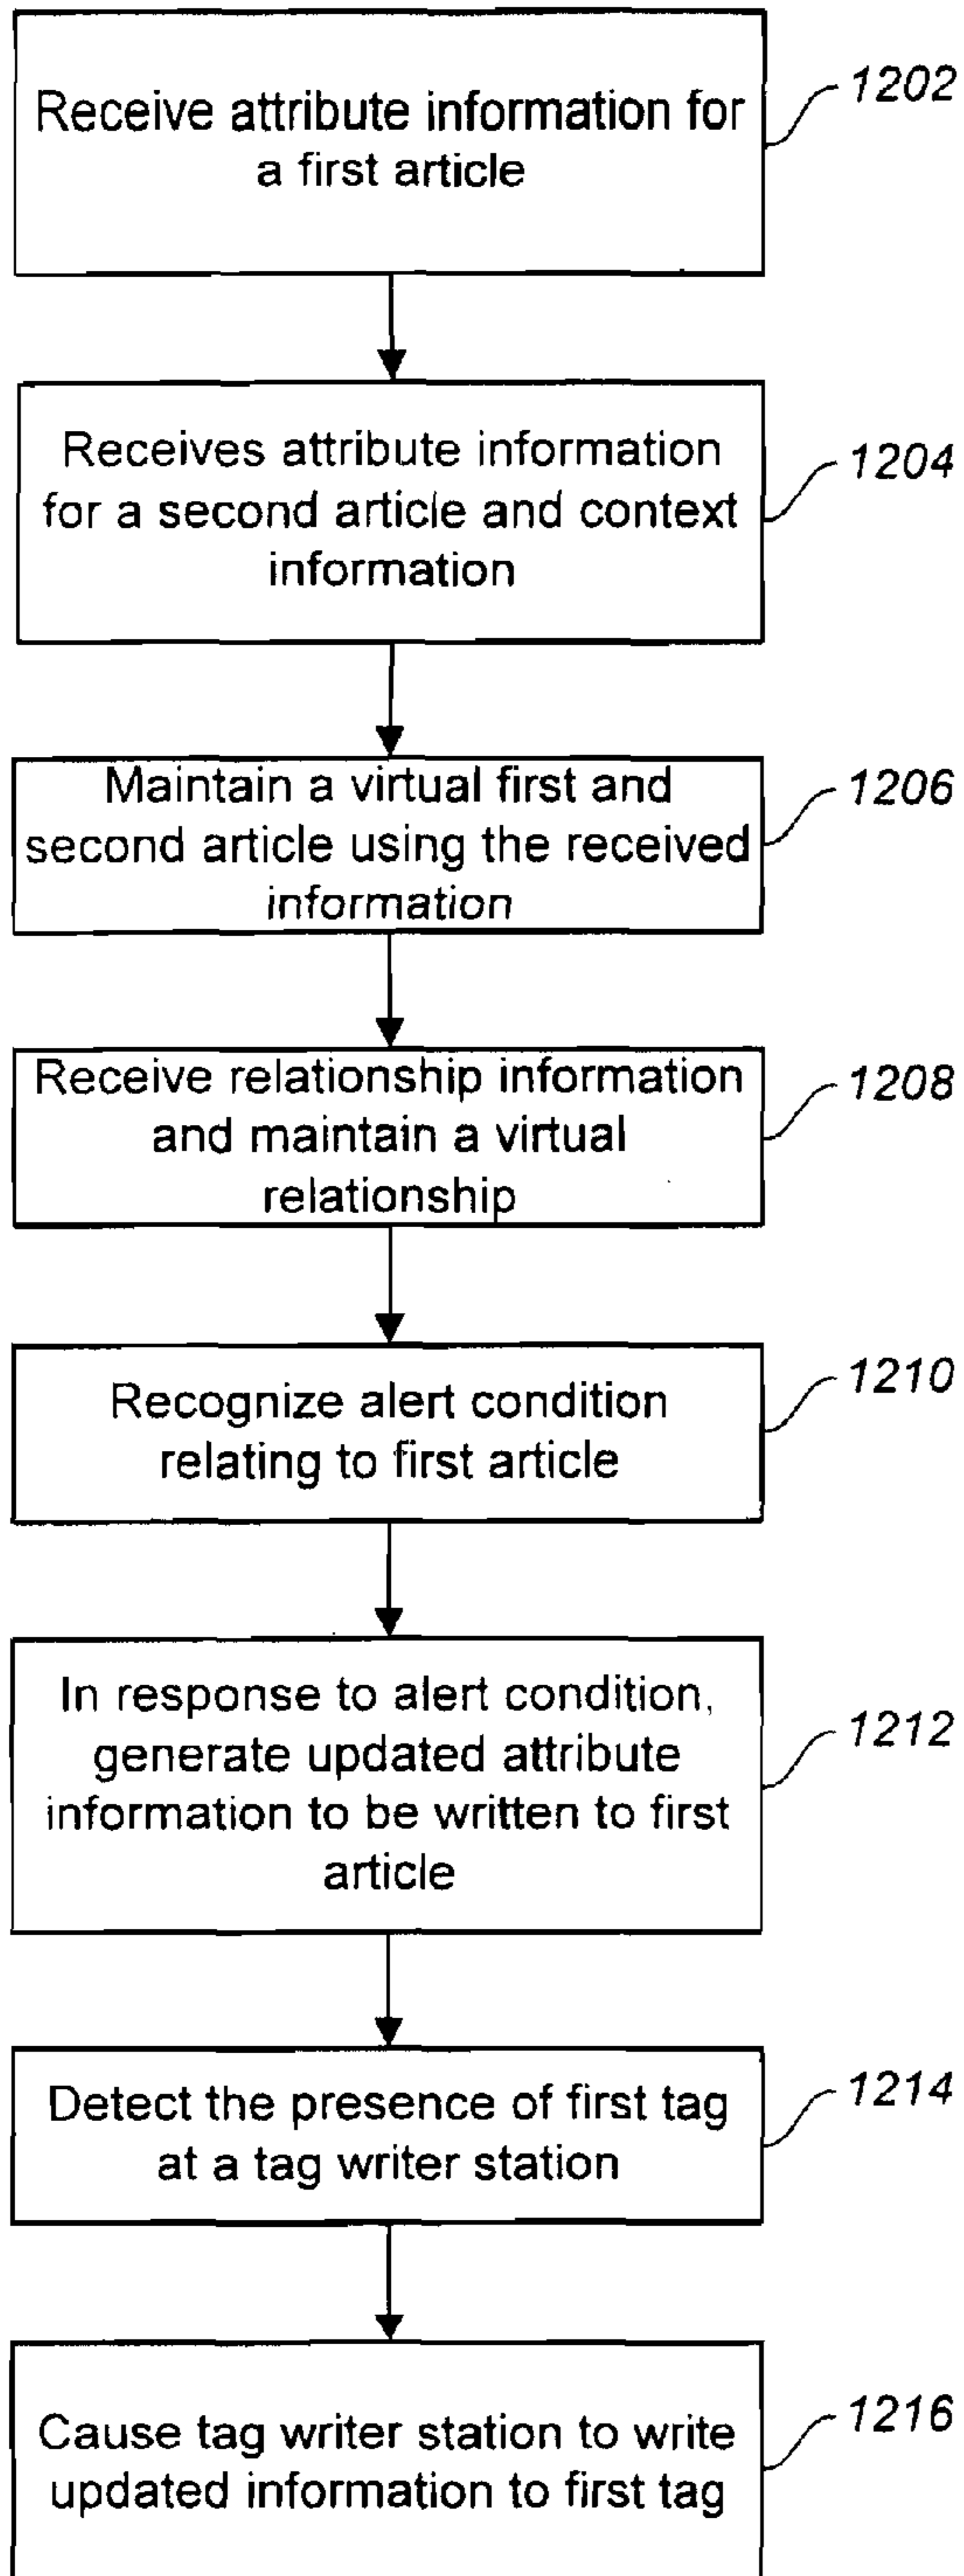 Receive attribute information for
a first article
1202
Receives attribute information
for a second article and context
information
1204
Maintain a virtual first and
second article using the received
information
1206
Receive relationship information
and maintain a virtual
relationship
1208
Recognize alert condition
relating to first article
1210
In response to alert condition,
generate updated attribute
information to be written to first
article
1212
Detect the presence of first tag
at a tag writer station
1214
Cause tag writer station to write
updated information to first tag
1216